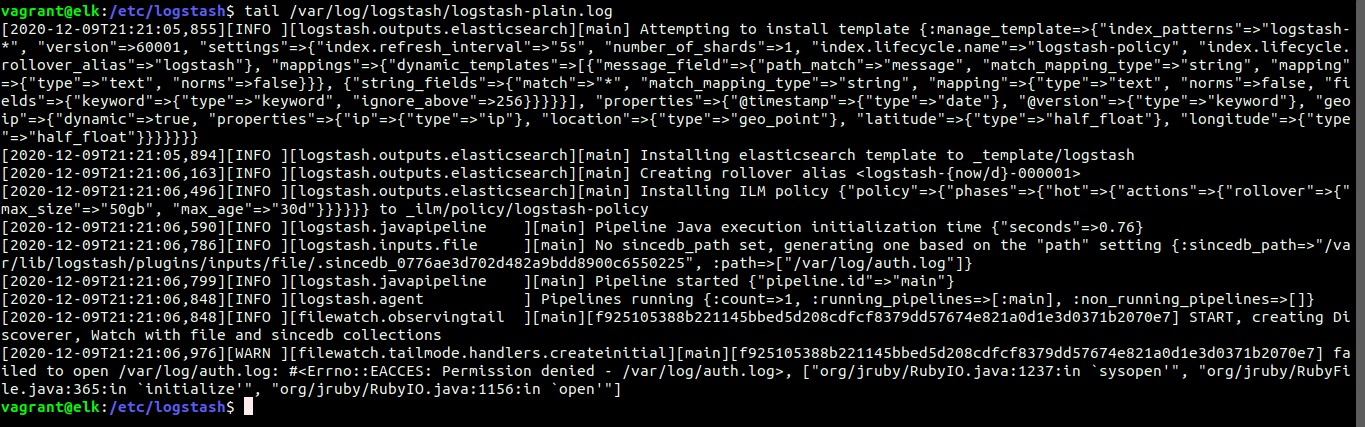 vagrant@elk:/etc/logstash$ tail /var/log/logstash/logstash-plain.log
[2020-12-09T21:21:05,855][INFO ][logstash.outputs.elasticsearch][main] Attempting to install template {:manage_template=>{"index_patterns"=>"logstash-
*", "version"=>60001, "settings"=>{"index.refresh_interval"=>"5s", "number_of_shards"=>1, "index.lifecycle.name"=>"logstash-policy", "index.lifecycle.
rollover_alias"=>"logstash"}, "mappings"=>{"dynamic_templates"=>[{"message_field"=>{"path_match"=>"message", "match_mapping_type"=>"string", "mapping"
=>{"type"=>"text", "norms"=>false}}}, {"string_fields"=>{"match"=>"*", "match_mapping_type"=>"string", "mapping"=>{"type"=>"text", "norms"=>false, "fi
elds"=>{"keyword"=>{"type"=>"keyword", "ignore_above"=>256}}}}}], "properties"=>{"@timestamp"=>{"type"=>"date"}, "@version"=>{"type"=>"keyword"}, "geo
ip"=>{"dynamic"=>true, "properties"=>{"ip"=>{"type"=>"ip"}, "location"=>{"type"=>"geo_point"}, "latitude"=>{"type"=>"half_float"}, "longitude"=>{"type
"=>"half_float"}}}}}}}
[2020-12-09T21:21:05,894][INFO ][logstash.outputs.elasticsearch][main] Installing elasticsearch template to _template/logstash
[2020-12-09T21:21:06,163][INFO ][logstash.outputs.elasticsearch][main] Creating rollover alias <logstash-{now/d}-000001>
[2020-12-09T21:21:06,496][INFO ][logstash.outputs.elasticsearch][main] Installing ILM policy {"policy"=>{"phases"=>{"hot"=>{"actions"=>{"rollover"=>{"
max_size"=>"50gb", "max_age"=>"30d"}}}}}} to _ilm/policy/logstash-policy
[2020-12-09T21:21:06,590][INFO ][logstash.javapipeline    ][main] Pipeline Java execution initialization time {"seconds"=>0.76}
[2020-12-09T21:21:06,786][INFO ][logstash.inputs.file     ][main] No sincedb_path set, generating one based on the "path" setting {:sincedb_path=>"/va
r/lib/logstash/plugins/inputs/file/.sincedb_0776ae3d702d482a9bdd8900c6550225", :path=>["/var/log/auth.log"]}
[2020-12-09T21:21:06,799][INFO ][logstash.javapipeline    ][main] Pipeline started {"pipeline.id"=>"main"}
[2020-12-09T21:21:06,848][INFO ][logstash.agent           ] Pipelines running {:count=>1, :running_pipelines=>[:main], :non_running_pipelines=>[]}
[2020-12-09T21:21:06,848][INFO ][filewatch.observingtail  ][main][f925105388b221145bbed5d208cdfcf8379dd57674e821a0d1e3d0371b2070e7] START, creating Di
scoverer, Watch with file and sincedb collections
[2020-12-09T21:21:06,976][WARN ][filewatch.tailmode.handlers.createinitial][main][f925105388b221145bbed5d208cdfcf8379dd57674e821a0d1e3d0371b2070e7] fa
iled to open /var/log/auth.log: #<Errno::EACCES: Permission denied - /var/log/auth.log>, ["org/jruby/RubyIO.java:1237:in `sysopen'", "org/jruby/RubyFi
le.java:365:in `initialize'", "org/jruby/RubyIO.java:1156:in `open'"]
vagrant@elk:/etc/logstash$